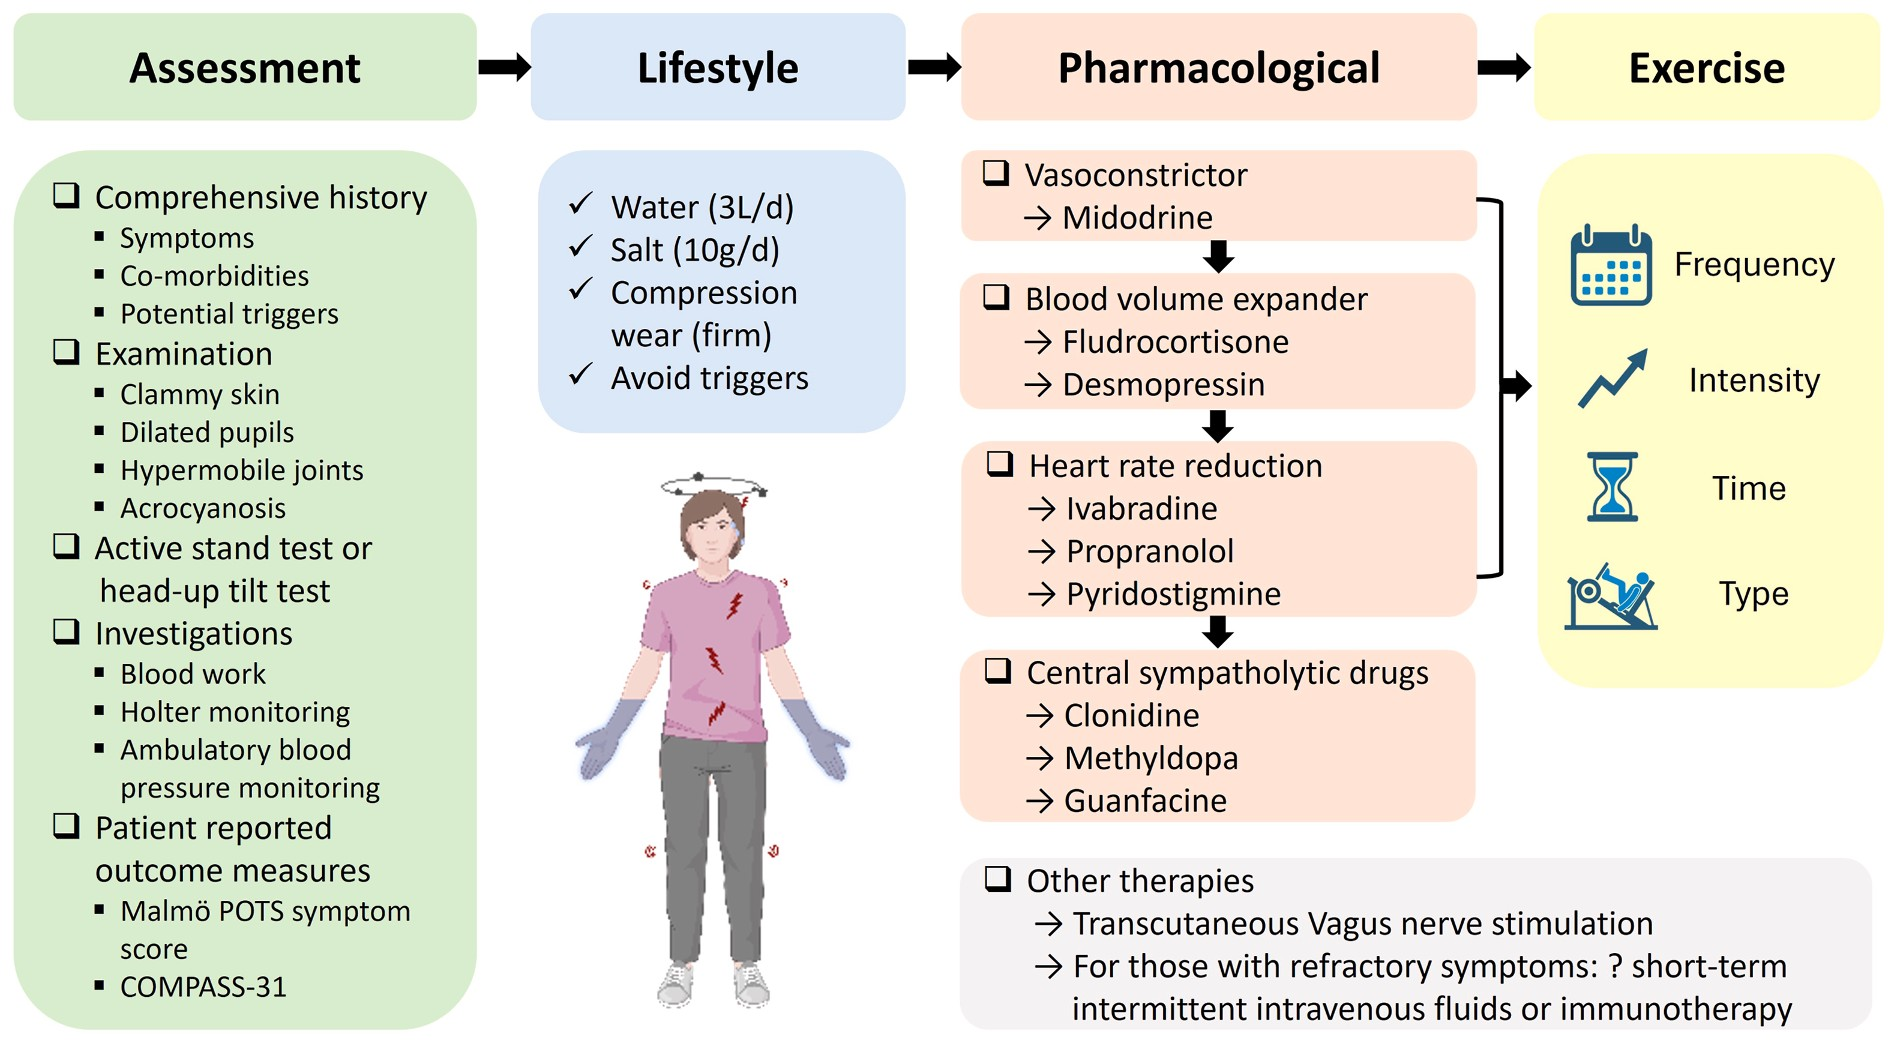 Assessment
Lifestyle
Pharmacological
Exercise
❑ Comprehensive history
▪ Symptoms
▪ Co-morbidities
▪ Potential triggers
❑ Examination
▪ Clammy skin
▪ Dilated pupils
▪ Hypermobile joints
▪ Acrocyanosis
❑ Active stand test or
head-up tilt test
❑ Investigations
▪ Blood work
▪ Holter monitoring
▪ Ambulatory blood
pressure monitoring
❑ Patient reported
outcome measures
▪ Malmö POTS symptom
score
▪ COMPASS-31
✓ Water (3L/d)
✓ Salt (10g/d)
✓ Compression
wear (firm)
✓ Avoid triggers
❑ Vasoconstrictor
→ Midodrine
❑ Blood volume expander
→ Fludrocortisone
→ Desmopressin
❑ Heart rate reduction
→ Ivabradine
→ Propranolol
→ Pyridostigmine
❑ Central sympatholytic drugs
→ Clonidine
→ Methyldopa
→ Guanfacine
❑ Other therapies
→ Transcutaneous Vagus nerve stimulation
→ For those with refractory symptoms: ? short-term
intermittent intravenous fluids or immunotherapy
Frequency
Intensity
Time
Type